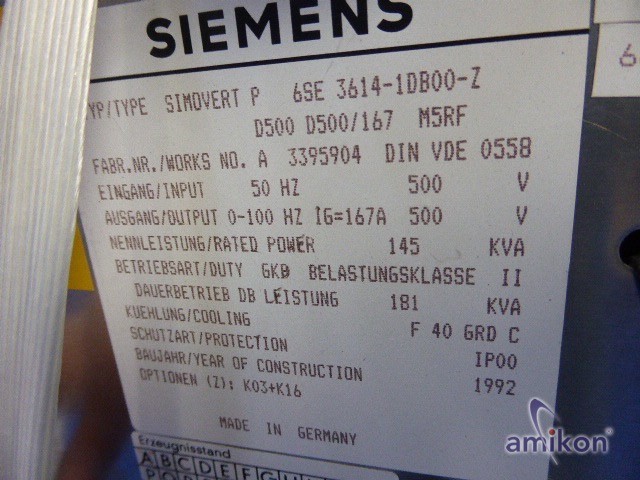 SIEMENS
YP/TYPE SIMOVERT P 6SE 3614-1DB00-Z
D500 D500/167 M5RF
FABR.NR./WORKS NO. A 3395904 DIN VDE 0558
EINGANG/INPUT 50 HZ 500 V
AUSGANG/OUTPUT 0-100 HZ IG=167A 500 V
NENNLEISTUNG/RATED POWER 145 KVA
BETRIEBSART/DUTY GKB BELASTUNGSKLASSE II
DAUERBETRIEB DB LEISTUNG 181 KVA
KUEHLUNG/COOLING F 40 GRD C
SCHUTZART/PROTECTION IP00
BAUJAHR/YEAR OF CONSTRUCTION 1992
OPTIONEN (Z): K03+K16
MADE IN GERMANY
Erzeugnisstand
A B C D E F G H
6
amikon